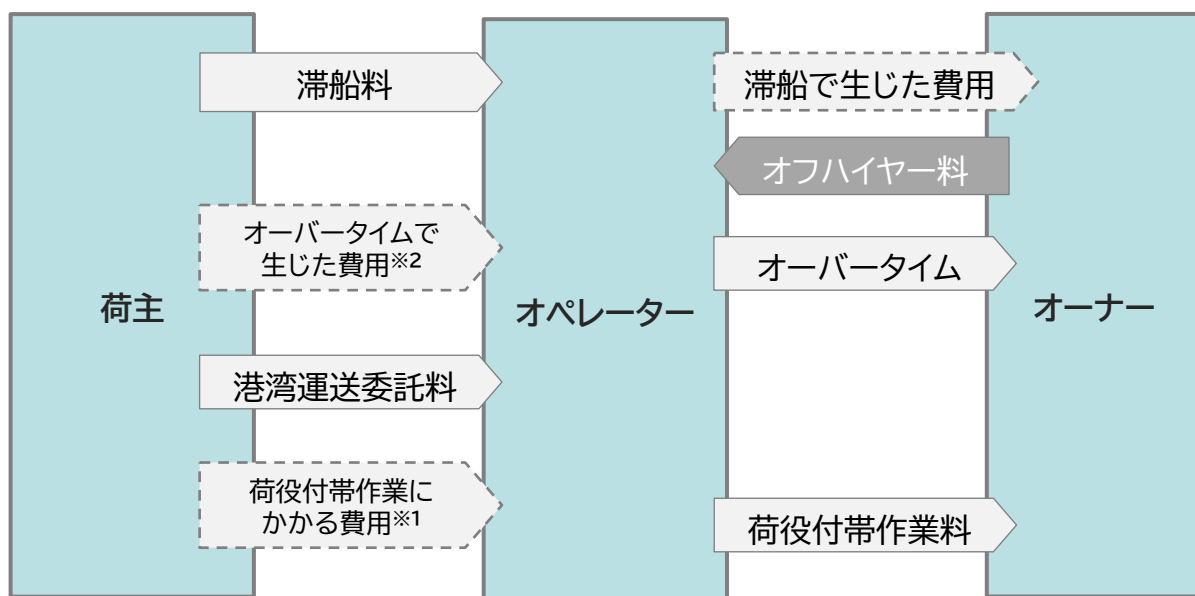 滞船料
滞船で生じた費用
オフハイヤー料
オーバータイムで
生じた費用※2
オーバータイム
荷主
オペレーター
オーナー
港湾運送委託料
荷役付帯作業に
かかる費用※1
荷役付帯作業料